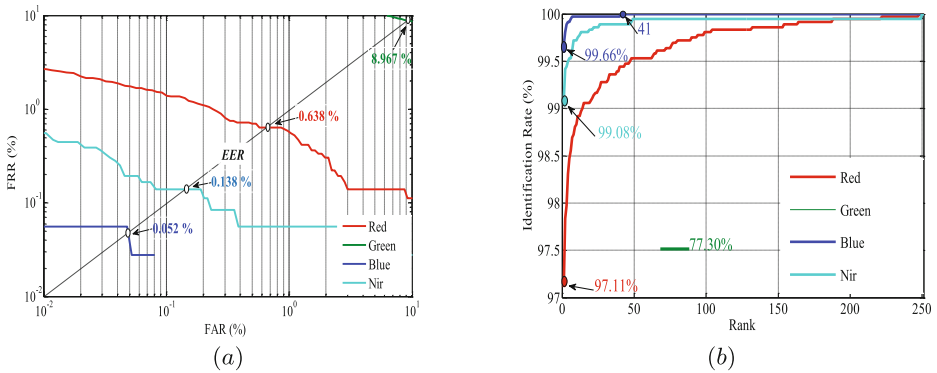 10^1
10^0
10^-1
10^-2
FRR (%)
10^-2 10^-1 10^0 10^1
FAR (%)
8.967 %
0.638 %
EER
0.138 %
0.052 %
Red
Green
Blue
Nir
(a)
100
99.5
99
98.5
98
97.5
97
Identification Rate (%)
0 50 100 150 200 250
Rank
41
99.66%
99.08%
77.30%
97.11%
Red
Green
Blue
Nir
(b)